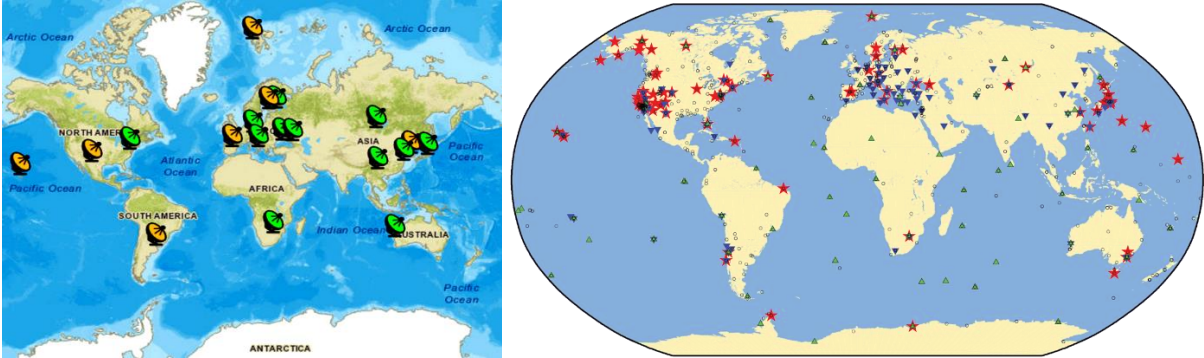 Arctic Ocean
Arctic Ocean
NORTH AMER
ASIA
Pacific
Ocean
Atlantic
Ocean
Pacific Ocean
AFRICA
SOUTH AMERICA
Indian Ocean
AUSTRALIA
Pacific
Ocean
ANTARCTICA